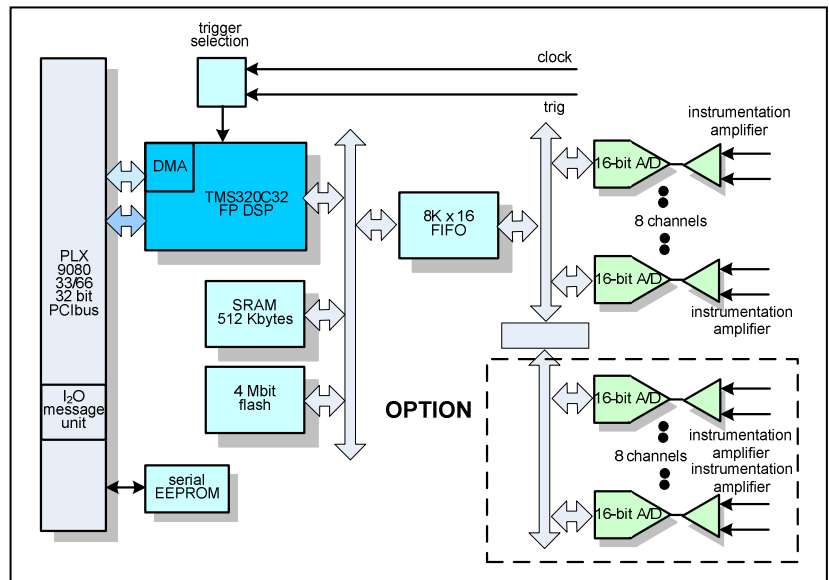 trigger
selection
clock
trig
instrumentation
amplifier
DMA
TMS320C32
FP DSP
16-bit A/D
8 channels
8K x 16
FIFO
PLX
9080
33/66
32 bit
PCIbus
16-bit A/D
instrumentation
amplifier
SRAM
512 Kbytes
4 Mbit
flash
OPTION
I2O
message
unit
16-bit A/D
instrumentation
amplifier
8 channels
instrumentation
amplifier
serial
EEPROM
16-bit A/D